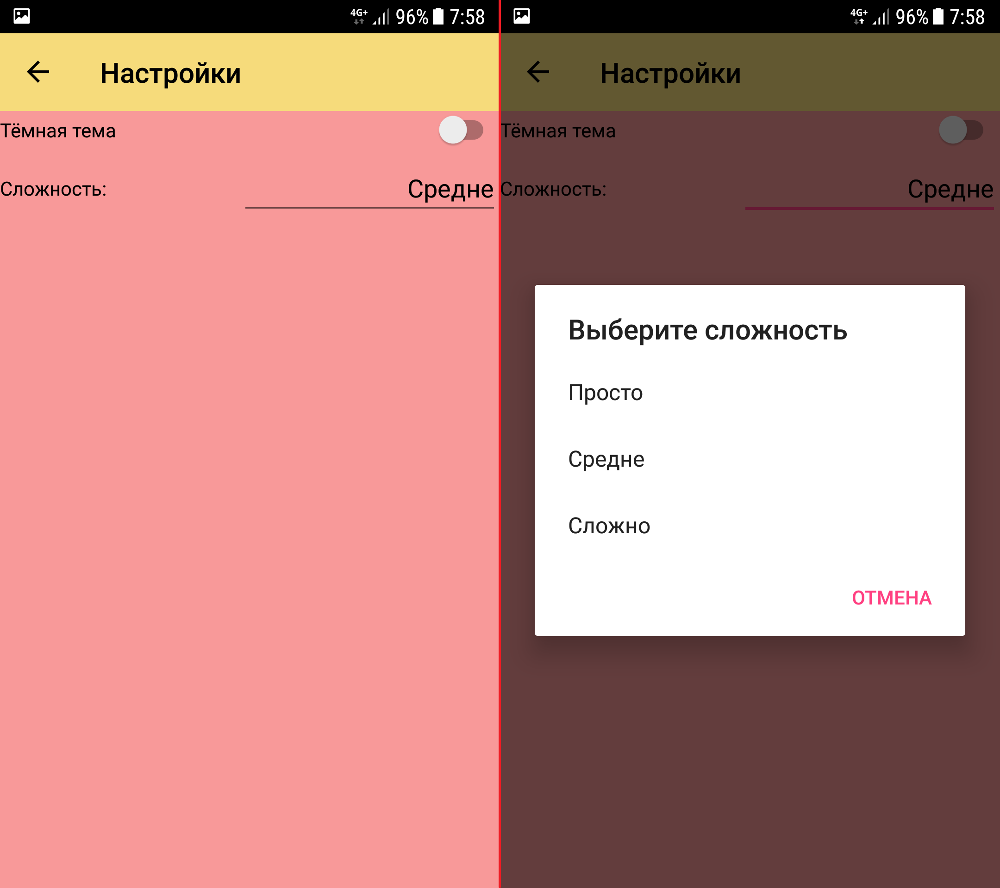 4G+ 96% 7:58
Настройки
Тёмная тема
Сложность: Средне
4G+ 96% 7:58
Настройки
Тёмная тема
Сложность: Средне
Выберите сложность
Просто
Средне
Сложно
ОТМЕНА